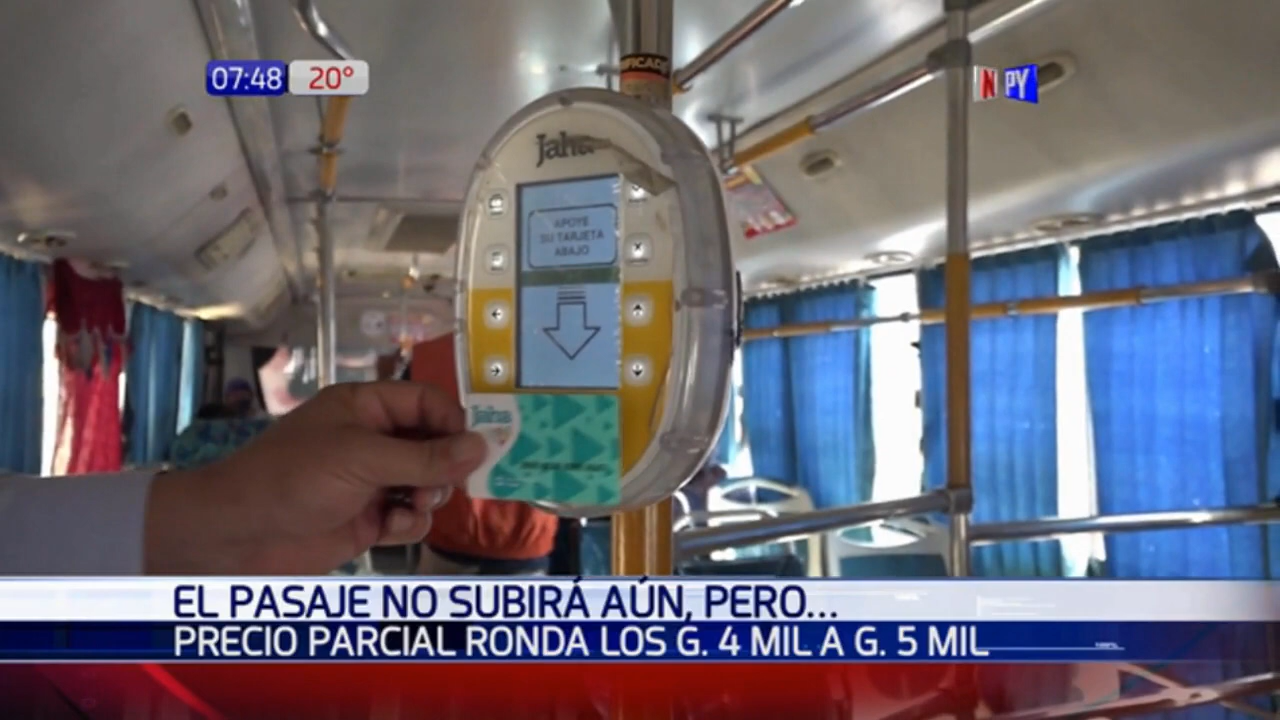 07:48 20°
NPY
IFICADO
Jaha
APOYE
SU TARJETA
ABAJO
Jaha
EL PASAJE NO SUBIRÁ AÚN, PERO...
PRECIO PARCIAL RONDA LOS G. 4 MIL A G. 5 MIL